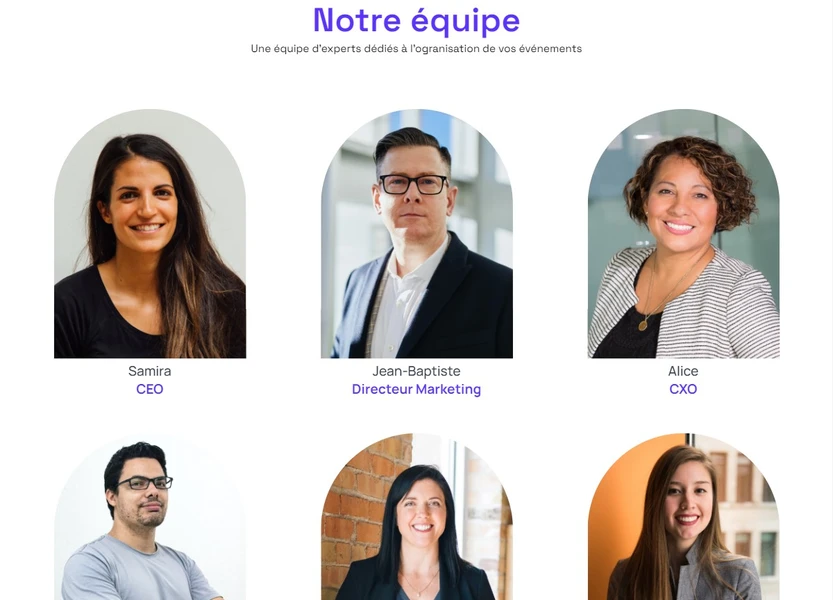 Notre équipe
Une équipe d'experts dédiés à l'ogranisation de vos événements
Samira
CEO
Jean-Baptiste
Directeur Marketing
Alice
CXO